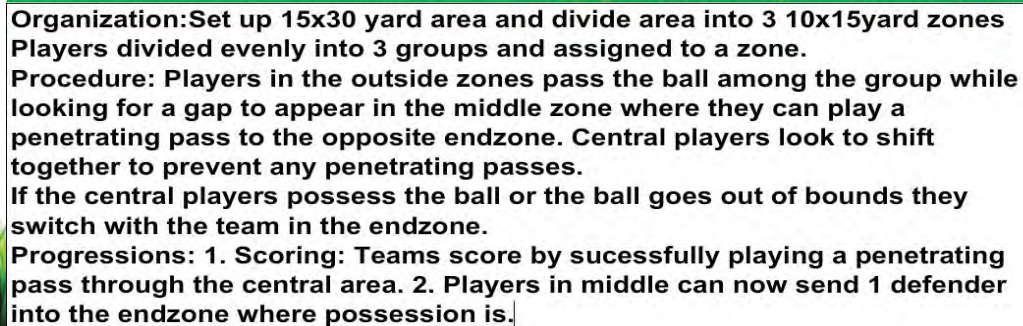 Organization:Set up 15x30 yard area and divide area into 3 10x15yard zones
Players divided evenly into 3 groups and assigned to a zone.
Procedure: Players in the outside zones pass the ball among the group while
looking for a gap to appear in the middle zone where they can play a
penetrating pass to the opposite endzone. Central players look to shift
together to prevent any penetrating passes.
If the central players possess the ball or the ball goes out of bounds they
switch with the team in the endzone.
Progressions: 1. Scoring: Teams score by sucessfully playing a penetrating
pass through the central area. 2. Players in middle can now send 1 defender
into the endzone where possession is.